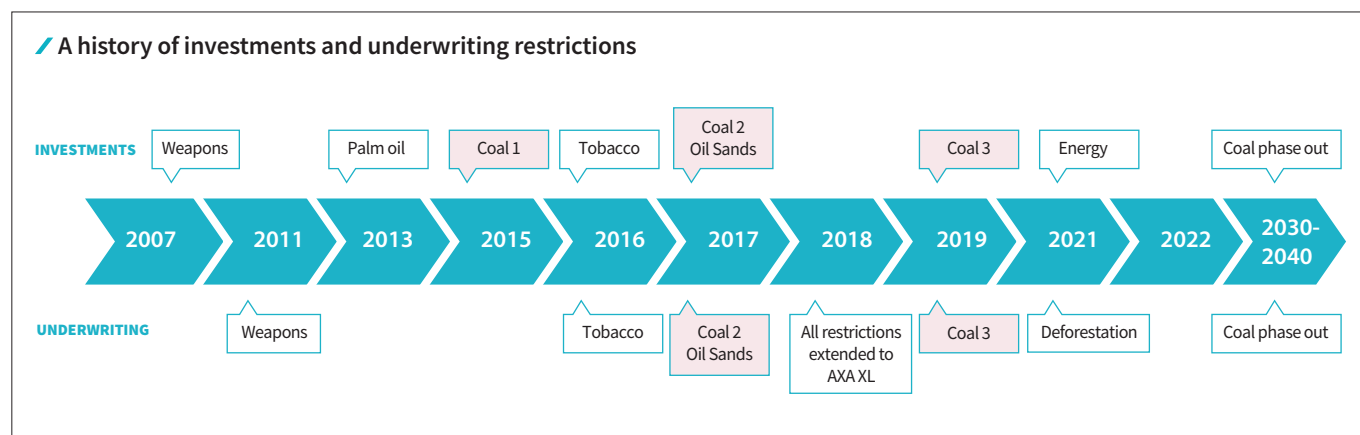 A history of investments and underwriting restrictions
INVESTMENTS
Weapons
Palm oil
Coal 1
Tobacco
Coal 2
Oil Sands
Coal 3
Energy
Coal phase out
2007
2011
2013
2015
2016
2017
2018
2019
2021
2022
2030-
2040
UNDERWRITING
Weapons
Tobacco
Coal 2
Oil Sands
All restrictions
extended to
AXA XL
Coal 3
Deforestation
Coal phase out